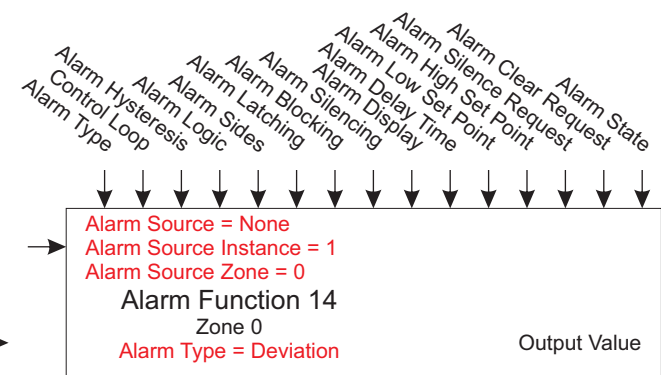 Alarm Type
Control Loop
Alarm Hysteresis
Alarm Logic
Alarm Sides
Alarm Latching
Alarm Blocking
Alarm Silencing
Alarm Display
Alarm Delay Time
Alarm Low Set Point
Alarm High Set Point
Alarm Silence Request
Alarm Clear Request
Alarm State
Alarm Source = None
Alarm Source Instance = 1
Alarm Source Zone = 0
Alarm Function 14
Zone 0
Alarm Type = Deviation
Output Value